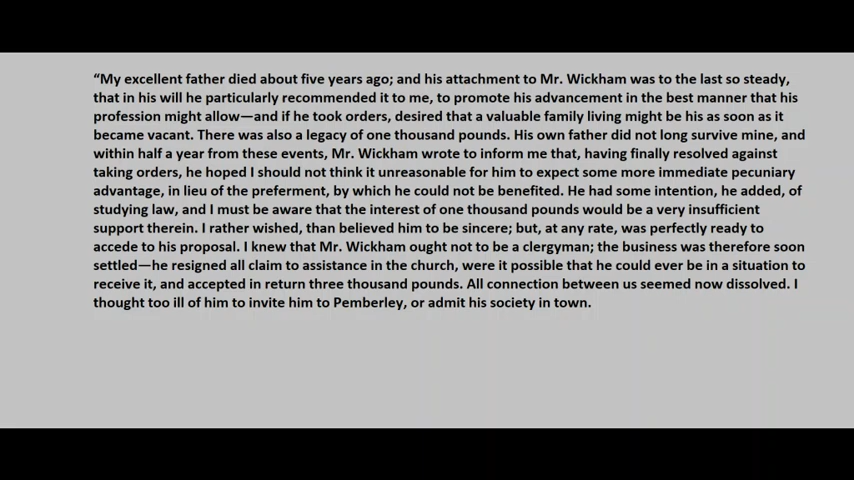 “My excellent father died about five years ago; and his attachment to Mr. Wickham was to the last so steady,
that in his will he particularly recommended it to me, to promote his advancement in the best manner that his
profession might allow—and if he took orders, desired that a valuable family living might be his as soon as it
became vacant. There was also a legacy of one thousand pounds. His own father did not long survive mine, and
within half a year from these events, Mr. Wickham wrote to inform me that, having finally resolved against
taking orders, he hoped I should not think it unreasonable for him to expect some more immediate pecuniary
advantage, in lieu of the preferment, by which he could not be benefited. He had some intention, he added, of
studying law, and I must be aware that the interest of one thousand pounds would be a very insufficient
support therein. I rather wished, than believed him to be sincere; but, at any rate, was perfectly ready to
accede to his proposal. I knew that Mr. Wickham ought not to be a clergyman; the business was therefore soon
settled—he resigned all claim to assistance in the church, were it possible that he could ever be in a situation to
receive it, and accepted in return three thousand pounds. All connection between us seemed now dissolved. I
thought too ill of him to invite him to Pemberley, or admit his society in town.